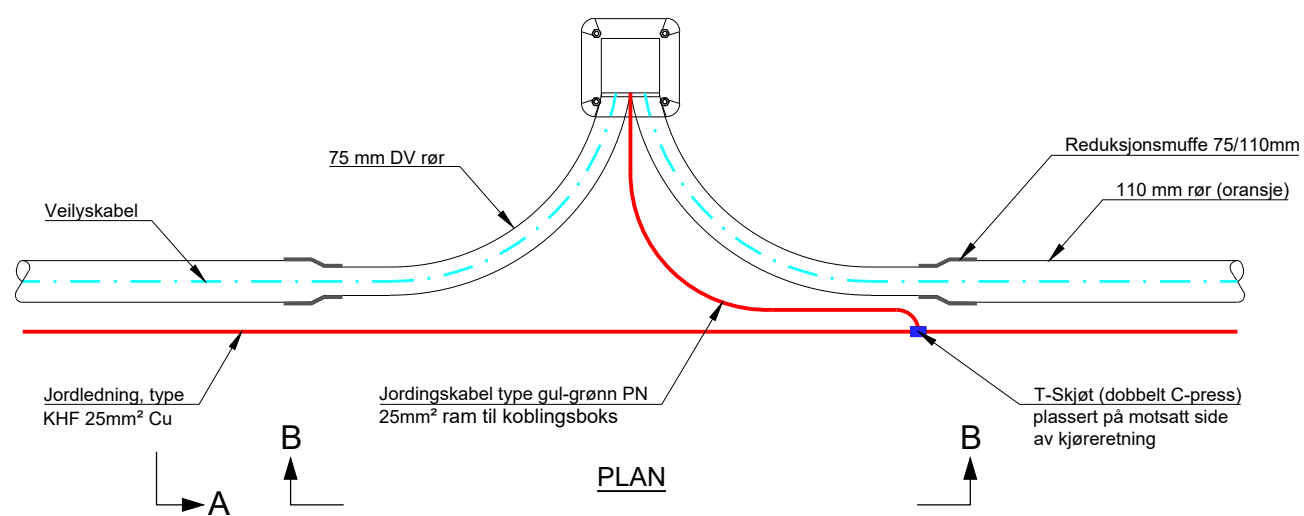 75 mm DV rør
Reduksjonsmuffe 75/110mm
110 mm rør (oransje)
Veilyskabel
Jordledning, type
KHF 25mm² Cu
Jordingskabel type gul-grønn PN
25mm² ram til koblingsboks
T-Skjøt (dobbelt C-press)
plassert på motsatt side
av kjøreretning
B
B
PLAN
A